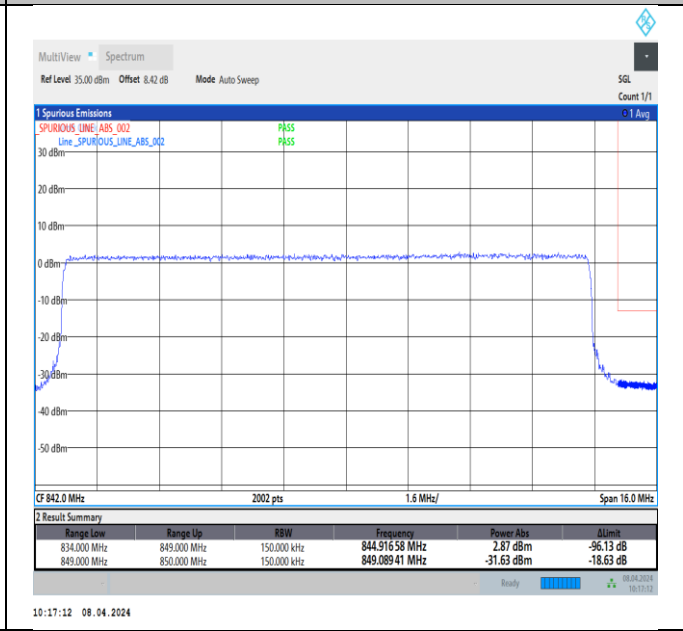 MultiView Spectrum
Ref Level 35.00 dBm Offset 8.42 dB Mode Auto Sweep SGL
Count 1/1
1 Spurious Emissions 1 Avg
_SPURIOUS_LINE_ABS_002 PASS
Line _SPURIOUS_LINE_ABS_002 PASS
30 dBm
20 dBm
10 dBm
0 dBm
-10 dBm
-20 dBm
-30 dBm
-40 dBm
-50 dBm
CF 842.0 MHz 2002 pts 1.6 MHz/ Span 16.0 MHz
2 Result Summary
Range Low Range Up RBW Frequency Power Abs ΔLimit
834.000 MHz 849.000 MHz 150.000 kHz 844.91658 MHz 2.87 dBm -96.13 dB
849.000 MHz 850.000 MHz 150.000 kHz 849.08941 MHz -31.63 dBm -18.63 dB
Ready 08.04.2024
10:17:12
10:17:12 08.04.2024